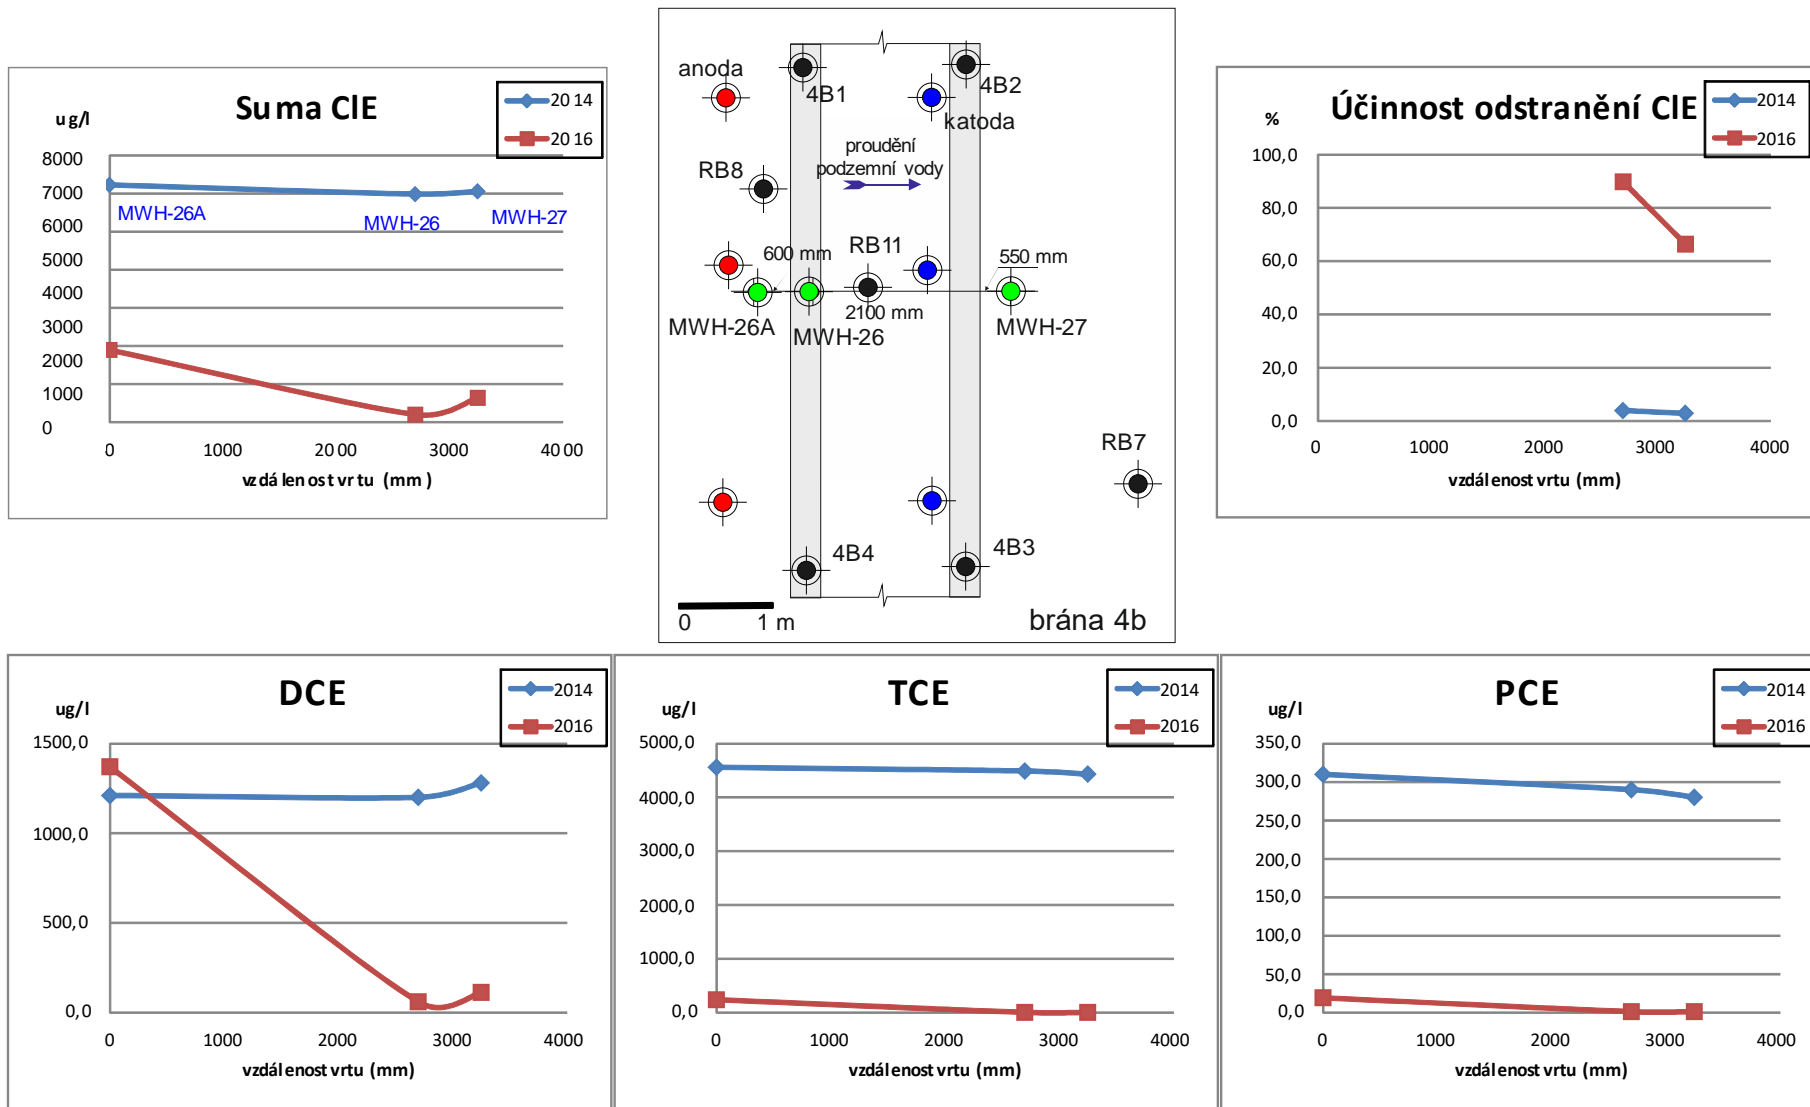 Suma ClE
ug/l
2014
2016
8000
7000
6000
5000
4000
3000
2000
1000
0
MWH-26A
MWH-26
MWH-27
0 1000 2000 3000 4000
vzdálenost vrtu (mm)
anoda
4B1
4B2
katoda
proudění
podzemní vody
RB8
600 mm
RB11
550 mm
2100 mm
MWH-26A
MWH-26
MWH-27
RB7
4B4
4B3
0 1 m
brána 4b
Účinnost odstranění ClE
%
2014
2016
100,0
80,0
60,0
40,0
20,0
0,0
0 1000 2000 3000 4000
vzdálenost vrtu (mm)
DCE
ug/l
2014
2016
1500,0
1000,0
500,0
0,0
0 1000 2000 3000 4000
vzdálenost vrtu (mm)
TCE
ug/l
2014
2016
5000,0
4000,0
3000,0
2000,0
1000,0
0,0
0 1000 2000 3000 4000
vzdálenost vrtu (mm)
PCE
ug/l
2014
2016
350,0
300,0
250,0
200,0
150,0
100,0
50,0
0,0
0 1000 2000 3000 4000
vzdálenost vrtu (mm)